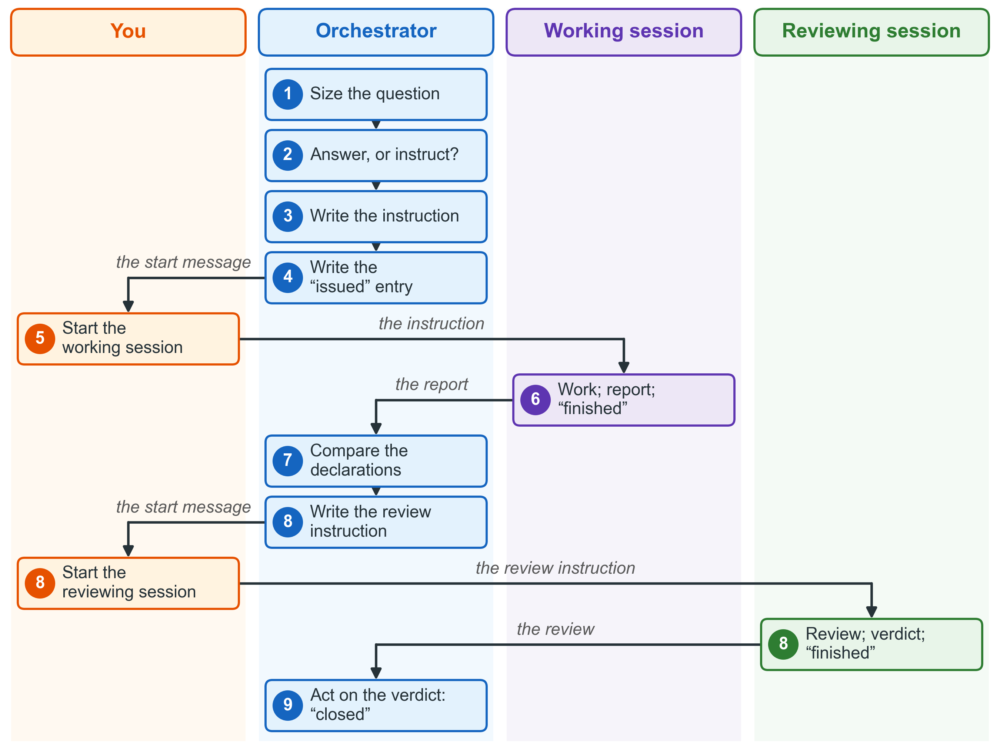 You
Orchestrator
Working session
Reviewing session
1
Size the question
2
Answer, or instruct?
3
Write the instruction
the start message
4
Write the
“issued” entry
5
Start the
working session
the instruction
the report
6
Work; report;
“finished”
7
Compare the
declarations
the start message
8
Write the review
instruction
8
Start the
reviewing session
the review instruction
the review
8
Review; verdict;
“finished”
9
Act on the verdict:
“closed”